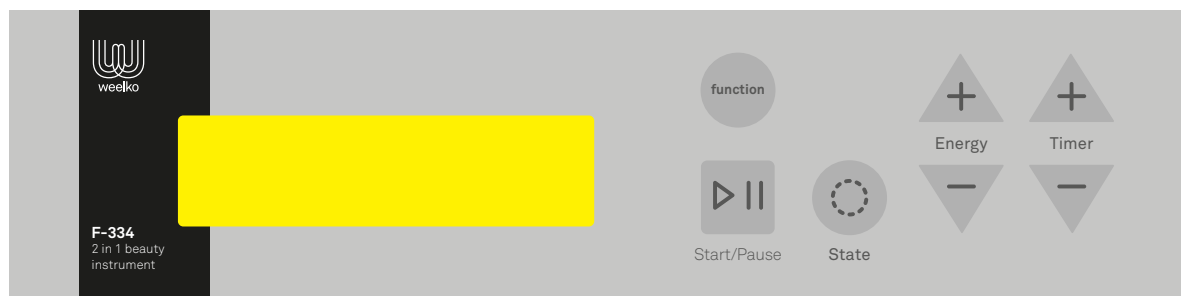 weelko
F-334
2 in 1 beauty
instrument
function
Start/Pause
State
Energy
Timer